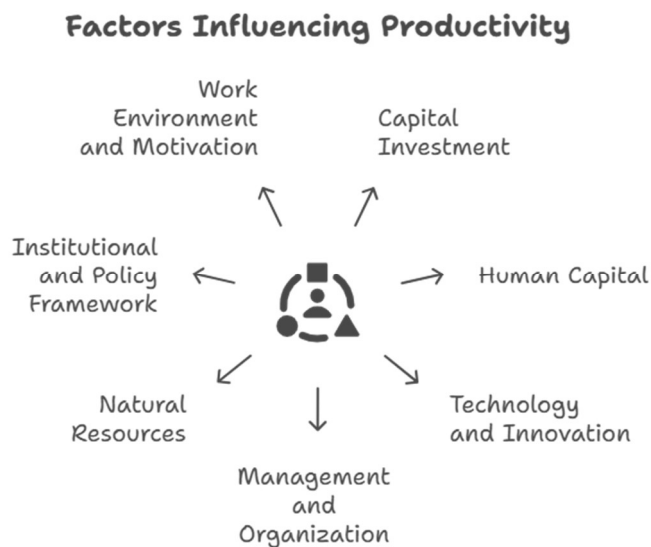 Factors Influencing Productivity
Work
Environment
and Motivation
Capital
Investment
Human Capital
Technology
and Innovation
Management
and
Organization
Natural
Resources
Institutional
and Policy
Framework